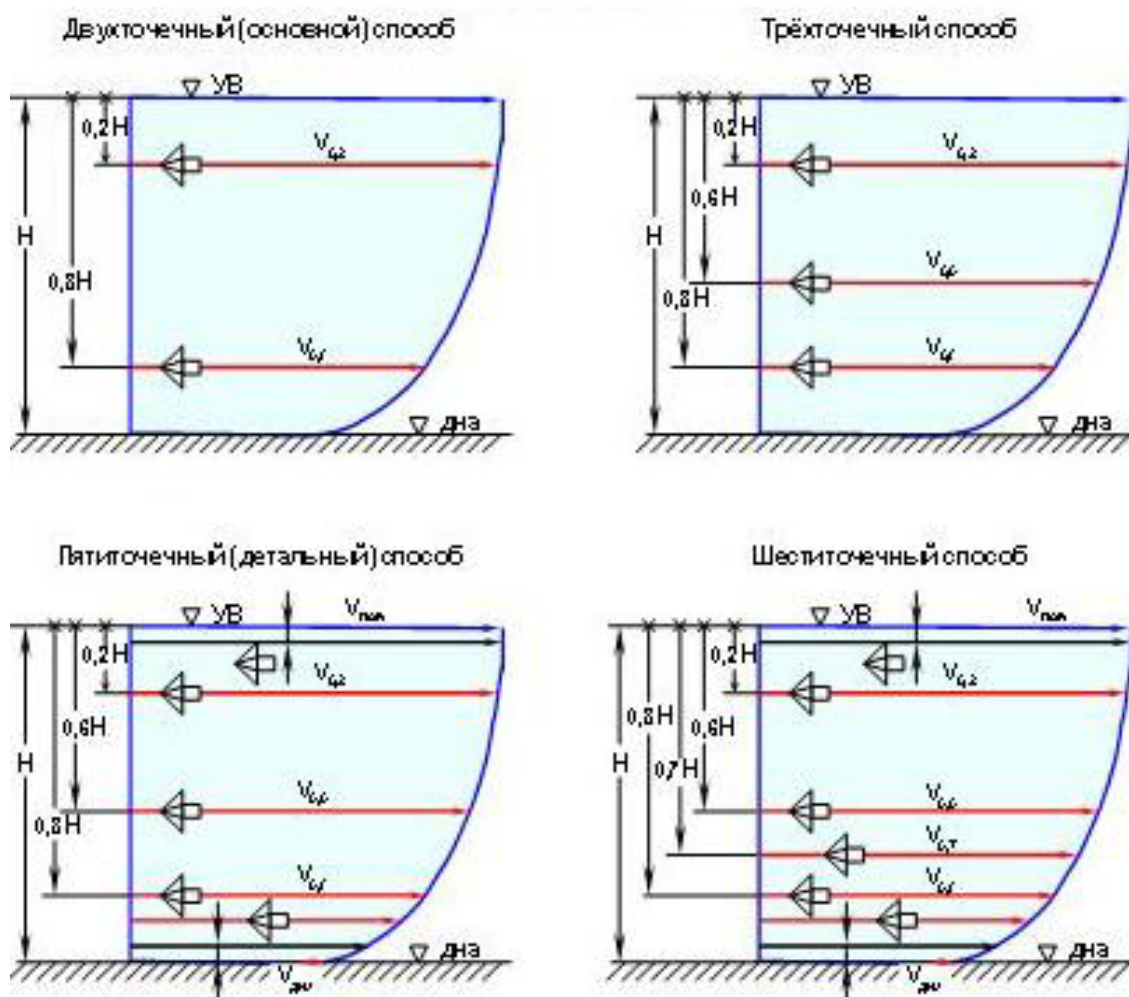 Двухточечный (основной) способ
УВ
0,2H
V0,2
H
0,8H
V0,8
дна
Трёхточечный способ
УВ
0,2H
V0,2
0,6H
H
V0,6
0,8H
V0,8
дна
Пятиточечный (детальный) способ
УВ
Vпов
0,2H
V0,2
0,6H
H
V0,6
0,8H
V0,8
дна
Vдно
Шеститочечный способ
УВ
Vпов
0,2H
V0,2
0,8H
0,6H
H
0,7H
V0,6
V0,7
V0,8
дна
Vдно